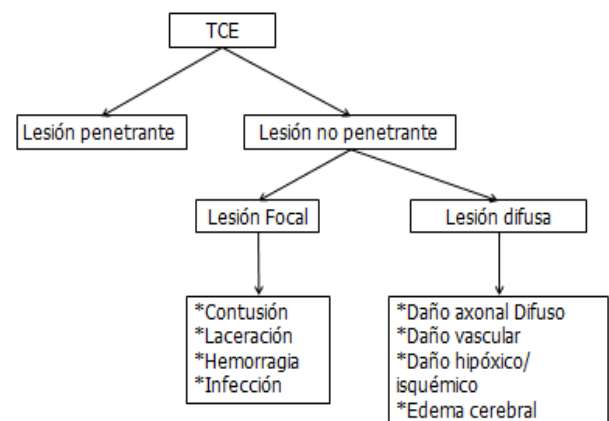 TCE
Lesión penetrante
Lesión no penetrante
Lesión Focal
Lesión difusa
*Contusión
*Laceración
*Hemorragia
*Infección
*Daño axonal Difuso
*Daño vascular
*Daño hipóxico/
isquémico
*Edema cerebral